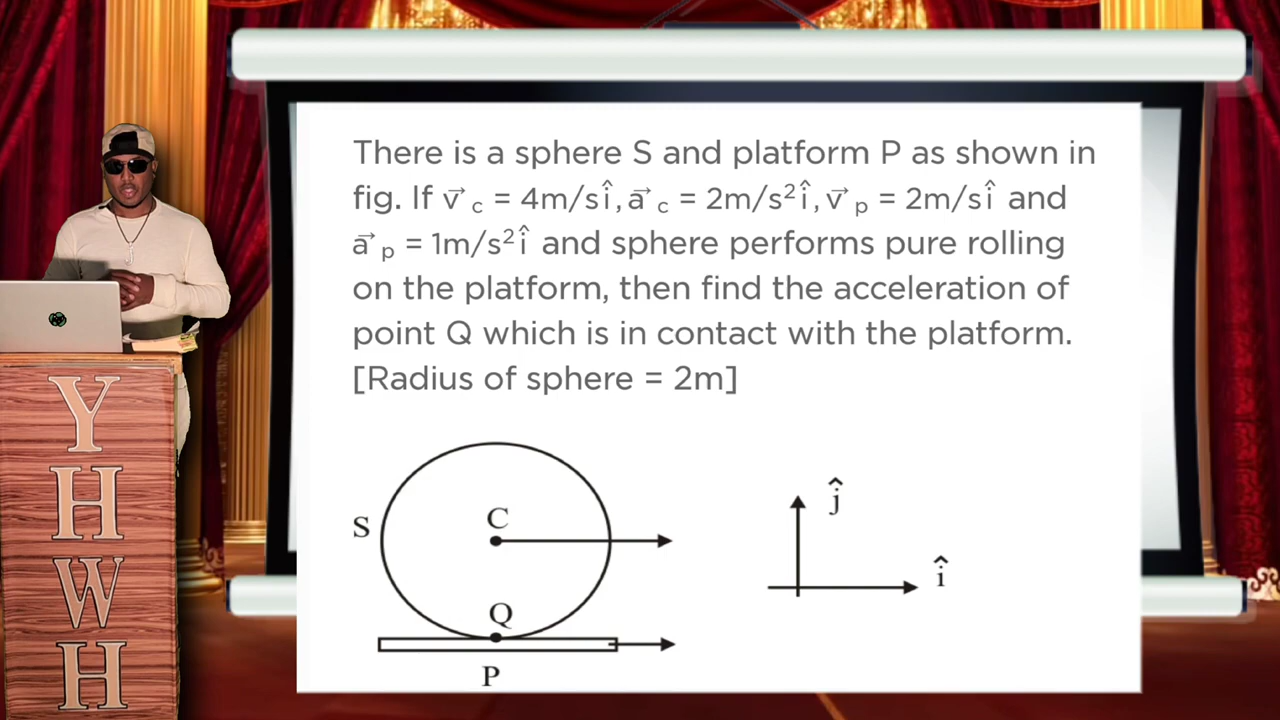 There is a sphere S and platform P as shown in
fig. If v⃗ c = 4m/sî, a⃗ c = 2m/s²î, v⃗ p = 2m/sî and
a⃗ p = 1m/s²î and sphere performs pure rolling
on the platform, then find the acceleration of
point Q which is in contact with the platform.
[Radius of sphere = 2m]
S
C
Q
P
ĵ
î
Y
H
W
H